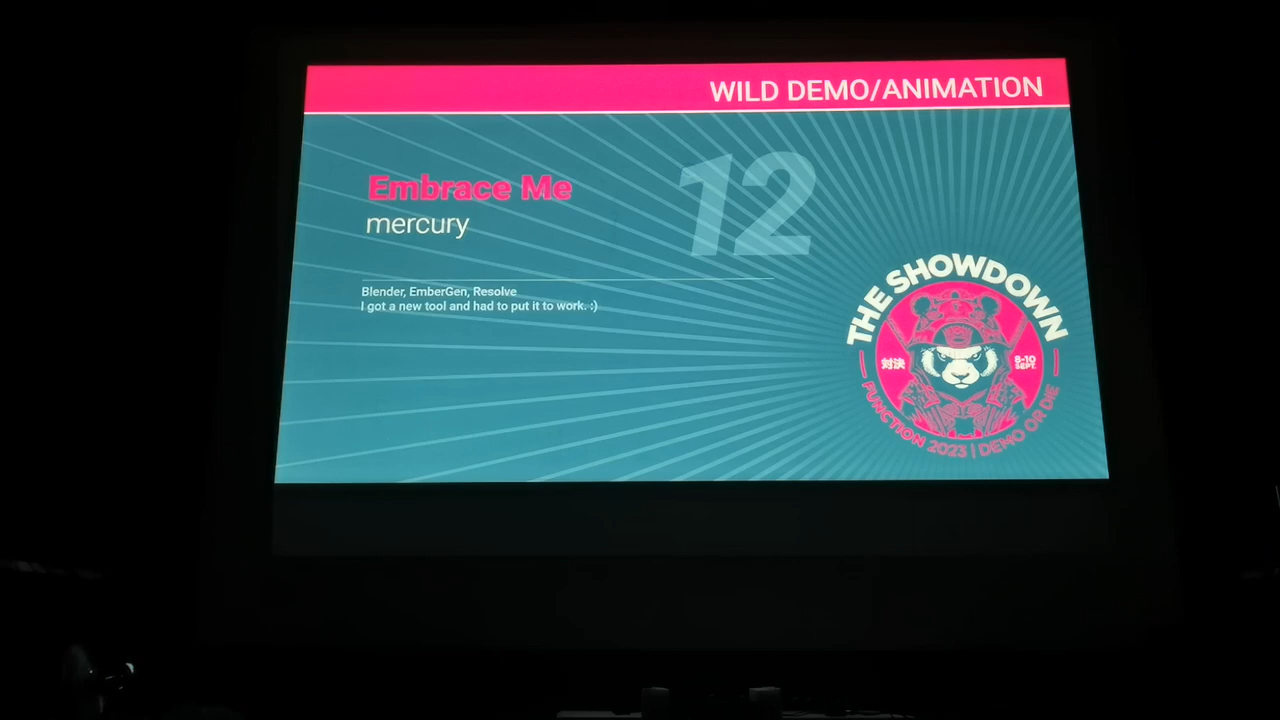 WILD DEMO/ANIMATION
12
Embrace Me
mercury
Blender, EmberGen, Resolve
I got a new tool and had to put it to work. :)
THE SHOWDOWN
対決
8-10
SEPT.
FUNCTION 2023 | DEMO OR DIE